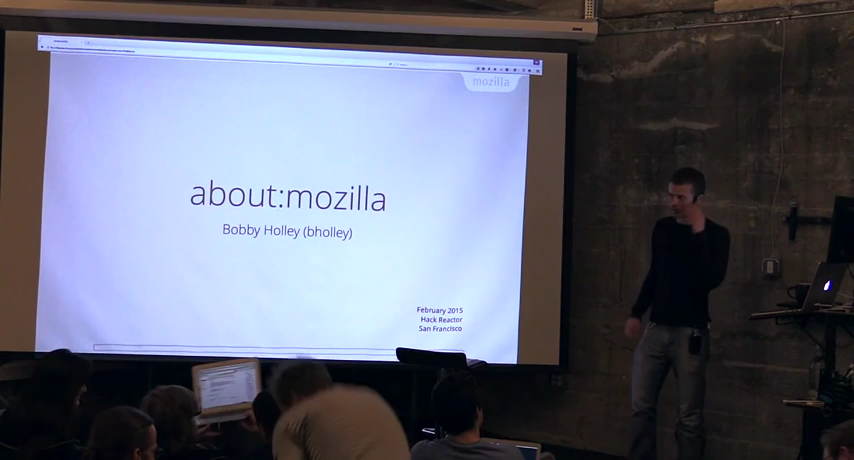 mozilla
about:mozilla
Bobby Holley (bholley)
February 2015
Hack Reactor
San Francisco